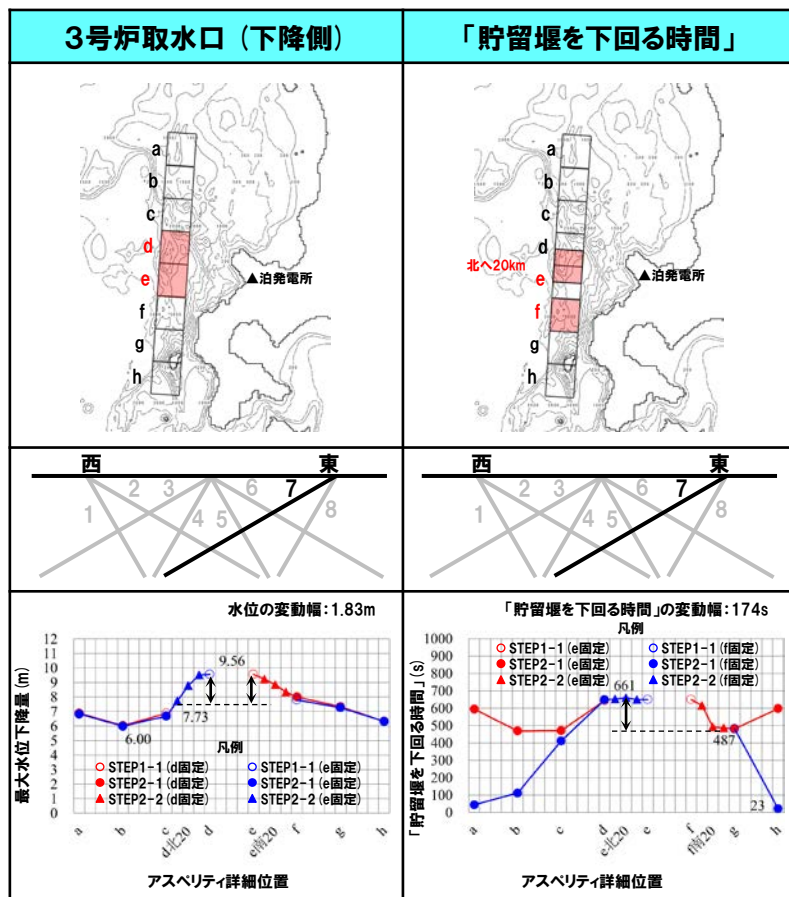 3号炉取水口（下降側）
「貯留堰を下回る時間」
a
b
c
d
e
f
g
h
▲泊発電所
a
b
c
d
北へ20km
e
f
g
h
▲泊発電所
西
東
1
2
3
4
5
6
7
8
西
東
1
2
3
4
5
6
7
8
水位の変動幅：1.83m
最大水位下降量(m)
12
11
10
9
8
7
6
5
4
3
2
1
0
9.56
7.73
6.00
凡例
STEP1-1(d固定)
STEP1-1(e固定)
STEP2-1(d固定)
STEP2-1(e固定)
STEP2-2(d固定)
STEP2-2(e固定)
a
b
c
d-北20
d
e
e南20
f
g
h
アスペリティ詳細位置
「貯留堰を下回る時間」の変動幅：174s
凡例
STEP1-1(e固定)
STEP1-1(f固定)
STEP2-1(e固定)
STEP2-1(f固定)
STEP2-2(e固定)
STEP2-2(f固定)
「貯留堰を下回る時間」(s)
1000
900
800
700
600
500
400
300
200
100
0
661
487
23
a
b
c
d
e-北20
e
f
f南20
g
h
アスペリティ詳細位置